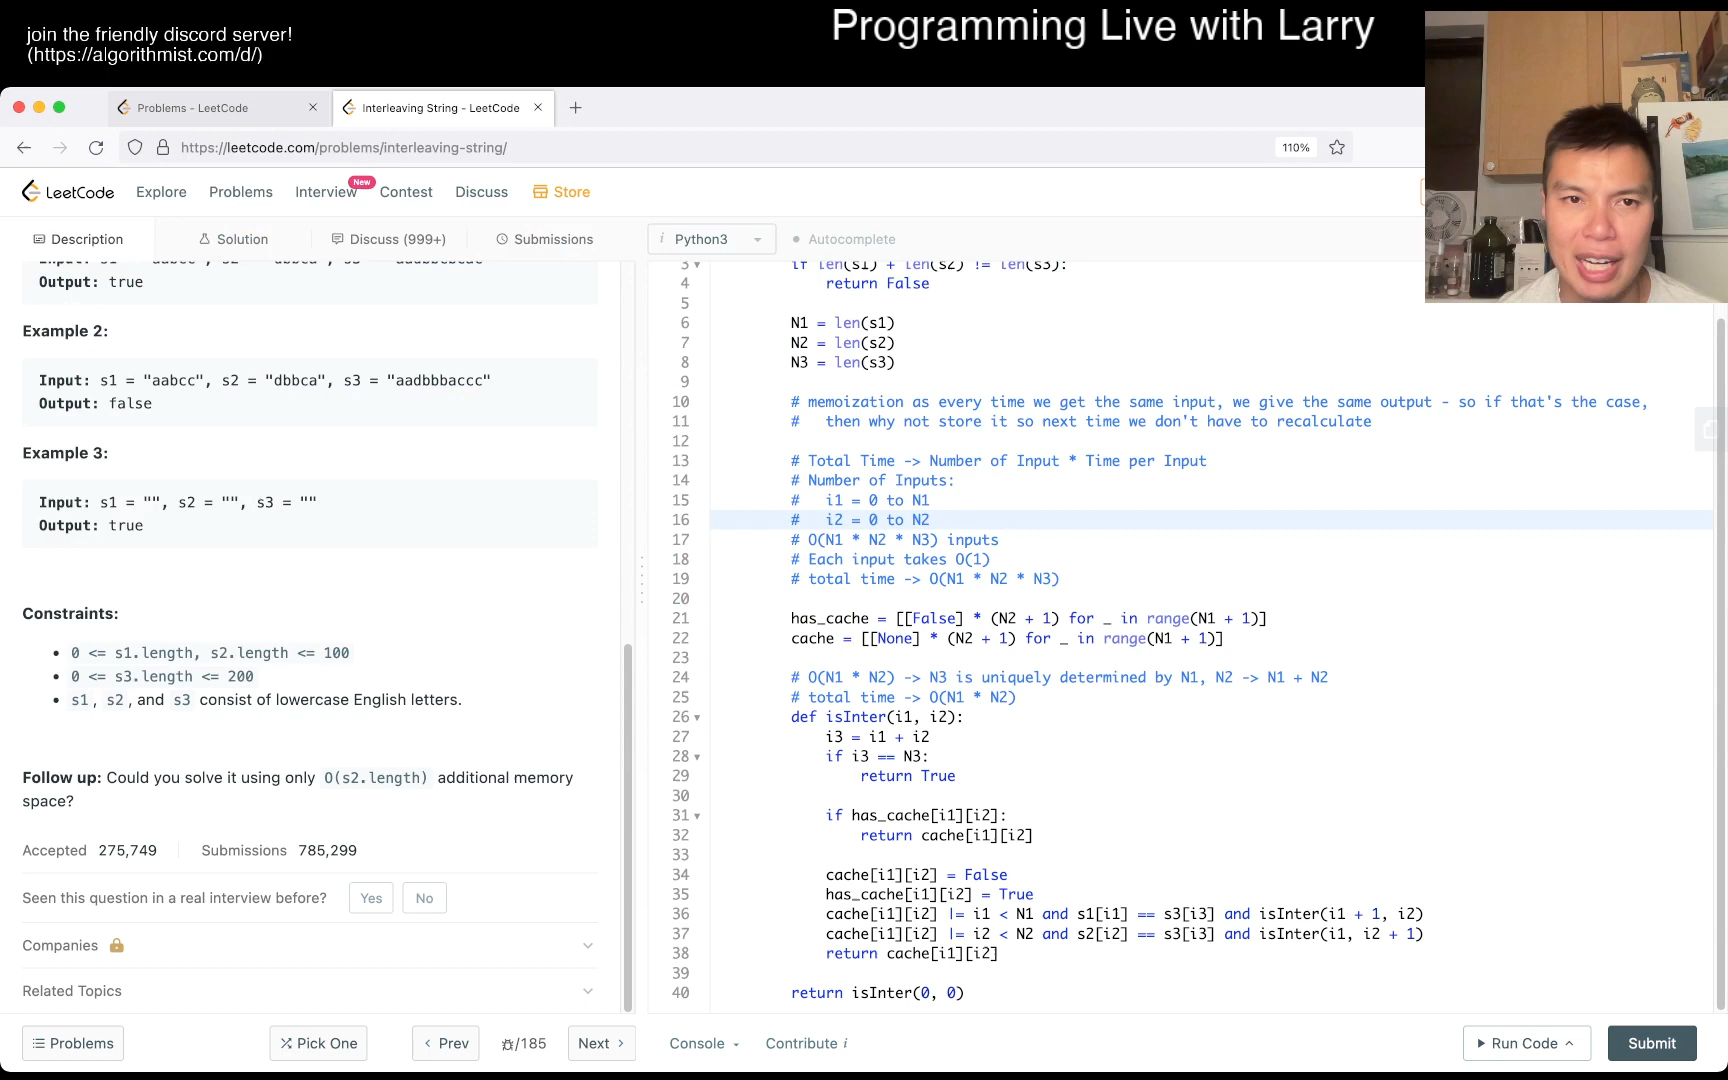 join the friendly discord server!
(https://algorithmist.com/d/)
Programming Live with Larry
Problems - LeetCode
Interleaving String - LeetCode
https://leetcode.com/problems/interleaving-string/
110%
LeetCode
Explore
Problems
Interview
New
Contest
Discuss
Store
Description
Solution
Discuss (999+)
Submissions
i Python3
Autocomplete
Output: true
Example 2:
Input: s1 = "aabcc", s2 = "dbbca", s3 = "aadbbbaccc"
Output: false
Example 3:
Input: s1 = "", s2 = "", s3 = ""
Output: true
Constraints:
• 0 <= s1.length, s2.length <= 100
• 0 <= s3.length <= 200
• s1, s2, and s3 consist of lowercase English letters.
Follow up: Could you solve it using only O(s2.length) additional memory
space?
Accepted 275,749
Submissions 785,299
Seen this question in a real interview before?
Yes
No
Companies
Related Topics
3 if len(s1) + len(s2) != len(s3):
4 return False
5
6 N1 = len(s1)
7 N2 = len(s2)
8 N3 = len(s3)
9
10 # memoization as every time we get the same input, we give the same output - so if that's the case,
11 # then why not store it so next time we don't have to recalculate
12
13 # Total Time -> Number of Input * Time per Input
14 # Number of Inputs:
15 # i1 = 0 to N1
16 # i2 = 0 to N2
17 # O(N1 * N2 * N3) inputs
18 # Each input takes O(1)
19 # total time -> O(N1 * N2 * N3)
20
21 has_cache = [[False] * (N2 + 1) for _ in range(N1 + 1)]
22 cache = [[None] * (N2 + 1) for _ in range(N1 + 1)]
23
24 # O(N1 * N2) -> N3 is uniquely determined by N1, N2 -> N1 + N2
25 # total time -> O(N1 * N2)
26 def isInter(i1, i2):
27 i3 = i1 + i2
28 if i3 == N3:
29 return True
30
31 if has_cache[i1][i2]:
32 return cache[i1][i2]
33
34 cache[i1][i2] = False
35 has_cache[i1][i2] = True
36 cache[i1][i2] |= i1 < N1 and s1[i1] == s3[i3] and isInter(i1 + 1, i2)
37 cache[i1][i2] |= i2 < N2 and s2[i2] == s3[i3] and isInter(i1, i2 + 1)
38 return cache[i1][i2]
39
40 return isInter(0, 0)
Problems
Pick One
Prev
/185
Next
Console
Contribute i
Run Code
Submit